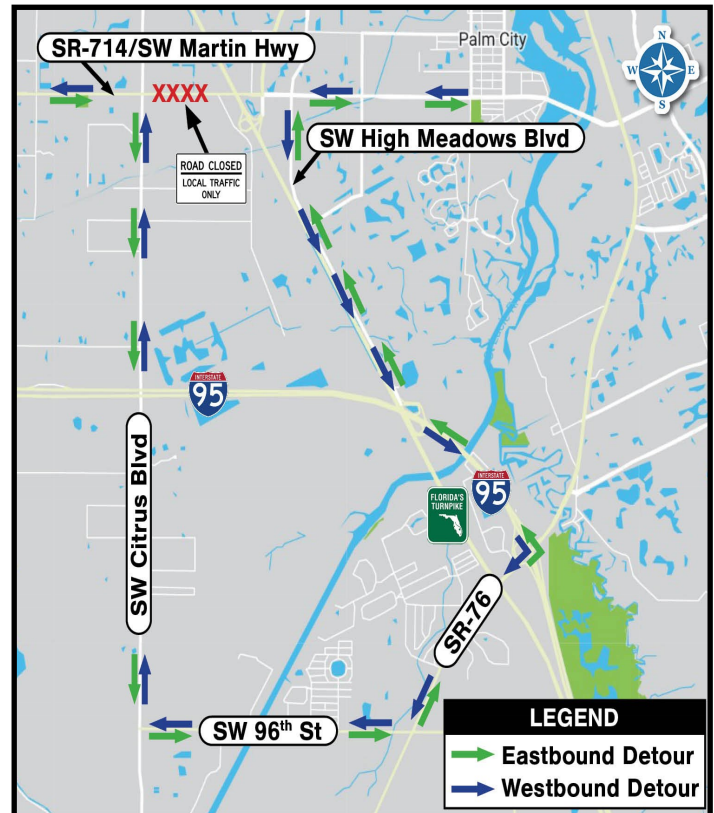 SR-714/SW Martin Hwy
Palm City
N
W
E
S
XXXX
SW High Meadows Blvd
ROAD CLOSED
LOCAL TRAFFIC
ONLY
INTERSTATE
95
SW Citrus Blvd
INTERSTATE
95
FLORIDA'S
TURNPIKE
SR-76
SW 96th St
LEGEND
Eastbound Detour
Westbound Detour